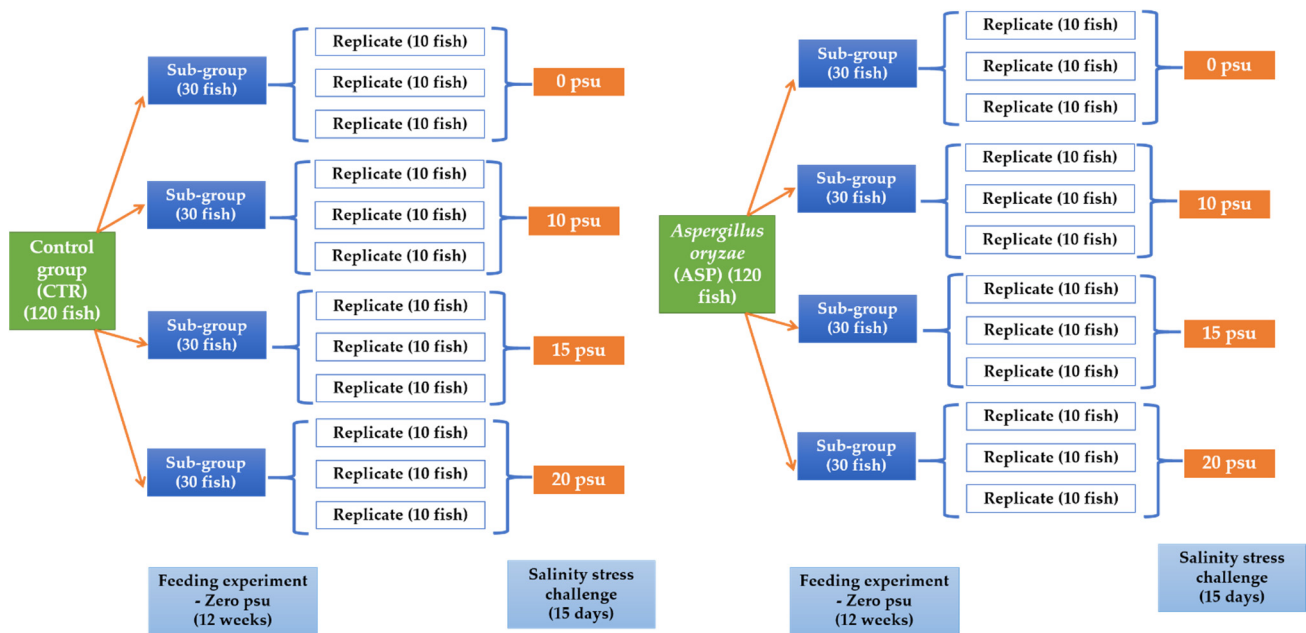 Control
group
(CTR)
(120 fish)
Sub-group
(30 fish)
Replicate (10 fish)
Replicate (10 fish)
Replicate (10 fish)
0 psu
Sub-group
(30 fish)
Replicate (10 fish)
Replicate (10 fish)
Replicate (10 fish)
10 psu
Sub-group
(30 fish)
Replicate (10 fish)
Replicate (10 fish)
Replicate (10 fish)
15 psu
Sub-group
(30 fish)
Replicate (10 fish)
Replicate (10 fish)
Replicate (10 fish)
20 psu
Feeding experiment
- Zero psu
(12 weeks)
Salinity stress
challenge
(15 days)
Aspergillus
oryzae
(ASP) (120
fish)
Sub-group
(30 fish)
Replicate (10 fish)
Replicate (10 fish)
Replicate (10 fish)
0 psu
Sub-group
(30 fish)
Replicate (10 fish)
Replicate (10 fish)
Replicate (10 fish)
10 psu
Sub-group
(30 fish)
Replicate (10 fish)
Replicate (10 fish)
Replicate (10 fish)
15 psu
Sub-group
(30 fish)
Replicate (10 fish)
Replicate (10 fish)
Replicate (10 fish)
20 psu
Feeding experiment
- Zero psu
(12 weeks)
Salinity stress
challenge
(15 days)